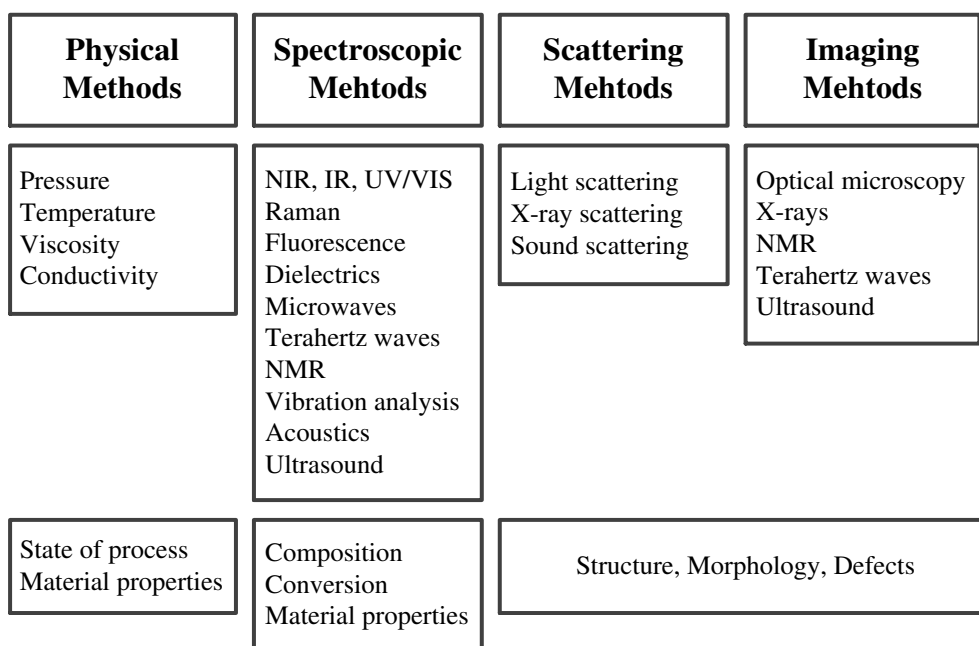 Physical
Methods
Spectroscopic
Mehtods
Scattering
Mehtods
Imaging
Mehtods
Pressure
Temperature
Viscosity
Conductivity
NIR, IR, UV/VIS
Raman
Fluorescence
Dielectrics
Microwaves
Terahertz waves
NMR
Vibration analysis
Acoustics
Ultrasound
Light scattering
X-ray scattering
Sound scattering
Optical microscopy
X-rays
NMR
Terahertz waves
Ultrasound
State of process
Material properties
Composition
Conversion
Material properties
Structure, Morphology, Defects